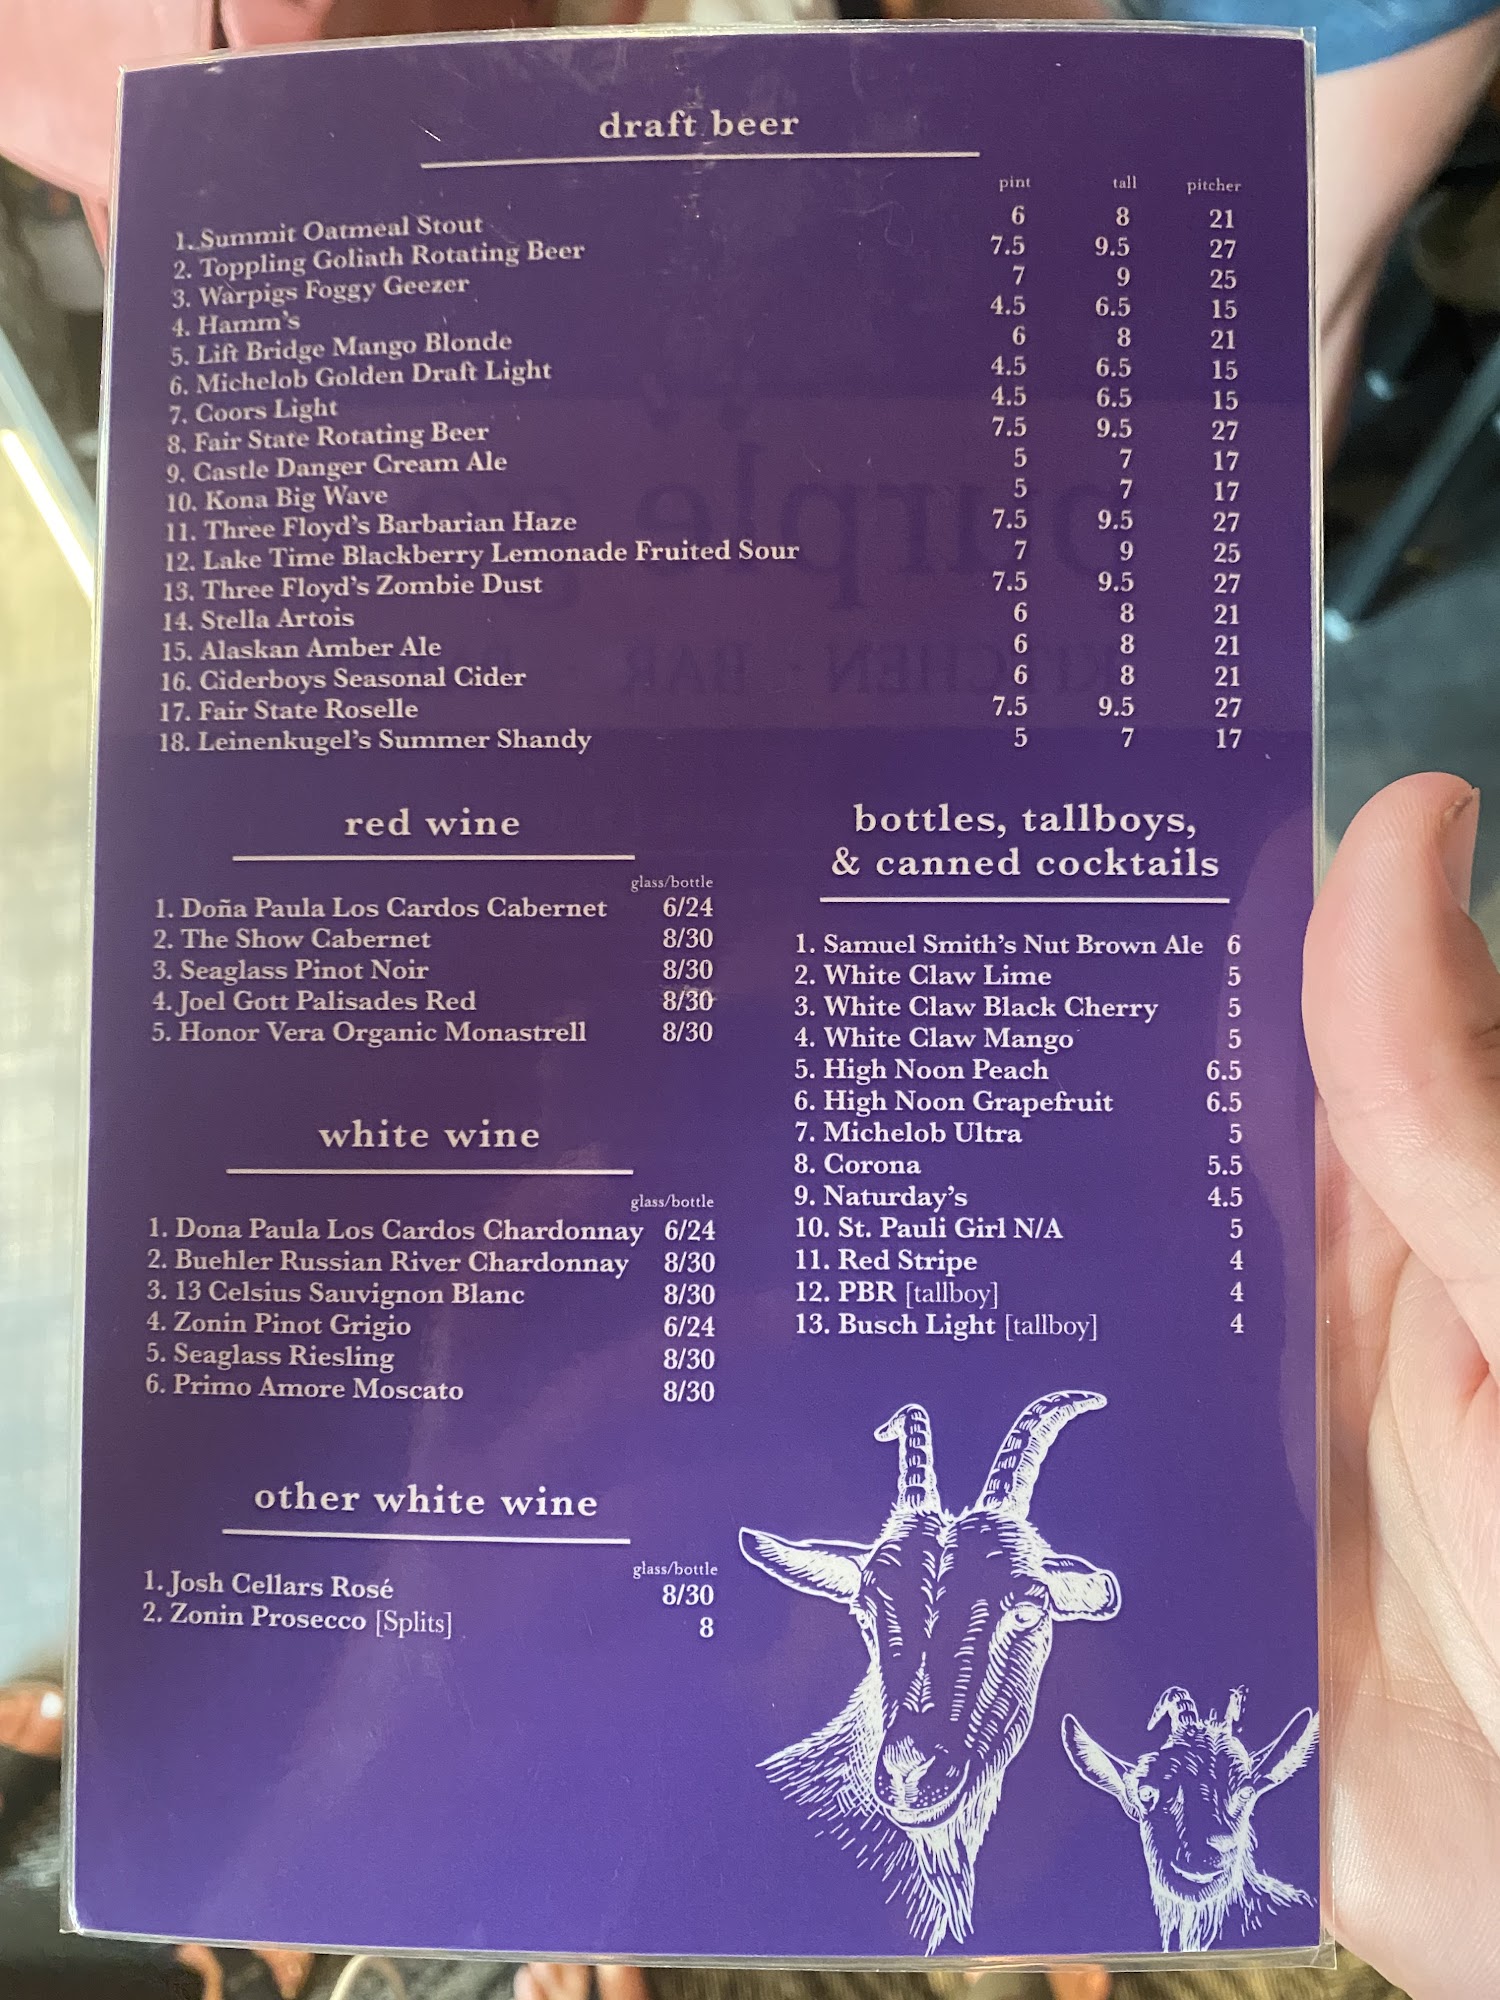 draft beer
pint tall pitcher
1. Summit Oatmeal Stout 6 8 21
2. Toppling Goliath Rotating Beer 7.5 9.5 27
3. Warpigs Foggy Geezer 7 9 25
4. Hamm's 4.5 6.5 15
5. Lift Bridge Mango Blonde 6 8 21
6. Michelob Golden Draft Light 4.5 6.5 15
7. Coors Light 4.5 6.5 15
8. Fair State Rotating Beer 7.5 9.5 27
9. Castle Danger Cream Ale 5 7 17
10. Kona Big Wave 5 7 17
11. Three Floyd's Barbarian Haze 7.5 9.5 27
12. Lake Time Blackberry Lemonade Fruited Sour 7 9 25
13. Three Floyd's Zombie Dust 7.5 9.5 27
14. Stella Artois 6 8 21
15. Alaskan Amber Ale 6 8 21
16. Ciderboys Seasonal Cider 6 8 21
17. Fair State Roselle 7.5 9.5 27
18. Leinenkugel's Summer Shandy 5 7 17
red wine
glass/bottle
1. Doña Paula Los Cardos Cabernet 6/24
2. The Show Cabernet 8/30
3. Seaglass Pinot Noir 8/30
4. Joel Gott Palisades Red 8/30
5. Honor Vera Organic Monastrell 8/30
white wine
glass/bottle
1. Dona Paula Los Cardos Chardonnay 6/24
2. Buehler Russian River Chardonnay 8/30
3. 13 Celsius Sauvignon Blanc 8/30
4. Zonin Pinot Grigio 6/24
5. Seaglass Riesling 8/30
6. Primo Amore Moscato 8/30
other white wine
glass/bottle
1. Josh Cellars Rosé 8/30
2. Zonin Prosecco [Splits] 8
bottles, tallboys,
& canned cocktails
1. Samuel Smith's Nut Brown Ale 6
2. White Claw Lime 5
3. White Claw Black Cherry 5
4. White Claw Mango 5
5. High Noon Peach 6.5
6. High Noon Grapefruit 6.5
7. Michelob Ultra 5
8. Corona 5.5
9. Naturday's 4.5
10. St. Pauli Girl N/A 5
11. Red Stripe 4
12. PBR [tallboy] 4
13. Busch Light [tallboy] 4